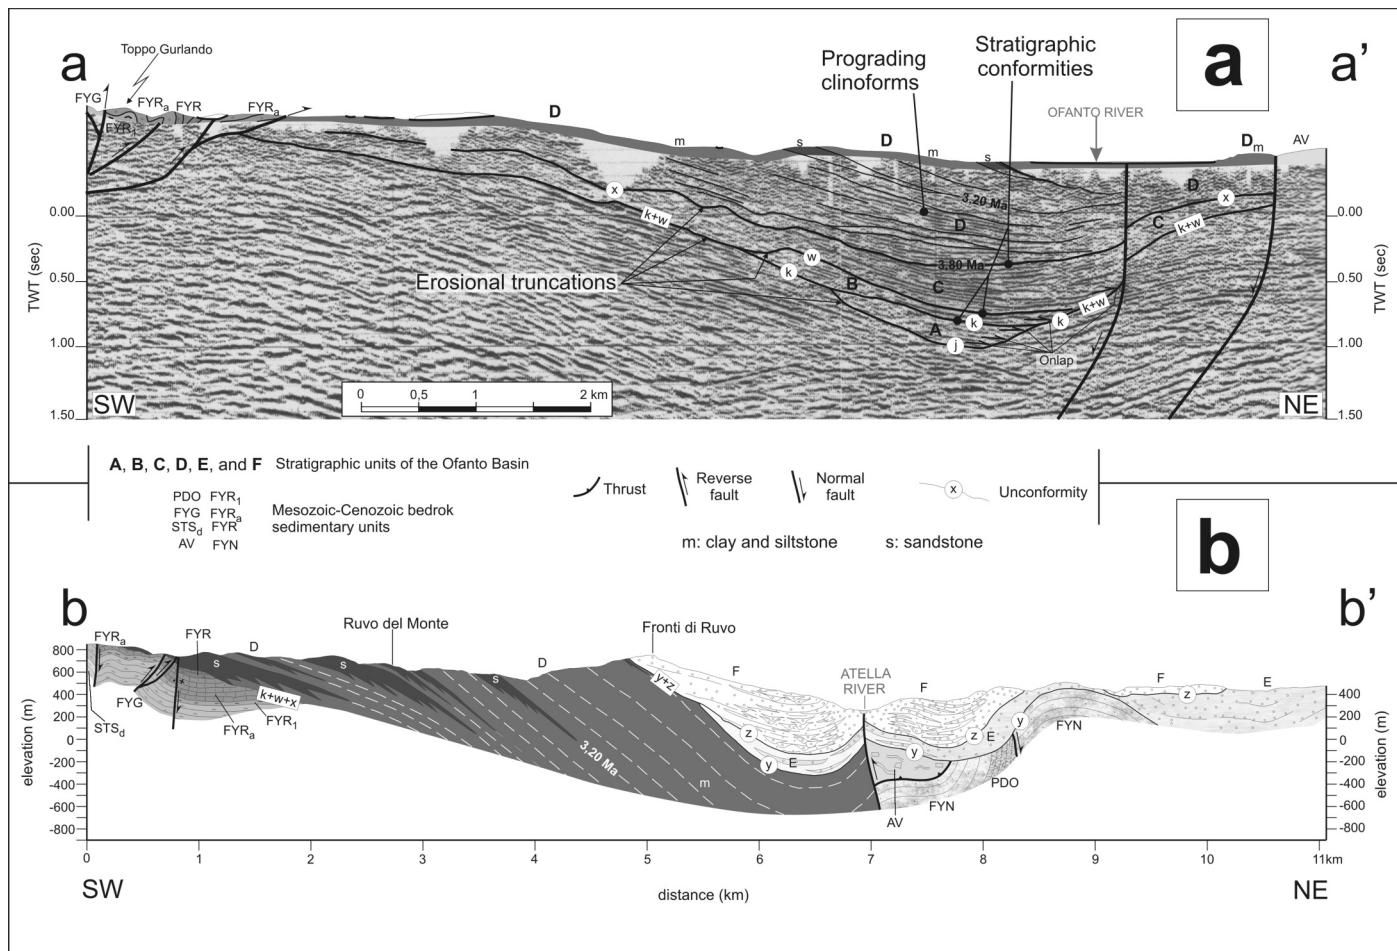 a
a
a'
Toppo Gurlando
FYG
FYRa
FYR
FYRa
FYR1
D
Prograding
clinoforms
Stratigraphic
conformities
OFANTO RIVER
m
s
D
m
s
Dm
AV
x
k+w
3,20 Ma
D
D
x
C
k+w
0.00
0.00
TWT (sec)
TWT (sec)
Erosional truncations
w
k
3.80 Ma
B
C
k+w
0.50
0.50
A
k
k
j
Onlap
1.00
1.00
0
0,5
1
2 km
SW
NE
1.50
1.50
A, B, C, D, E, and F Stratigraphic units of the Ofanto Basin
PDO FYR1
FYG FYRa
STSd FYR
AV FYN
Mesozoic-Cenozoic bedrok
sedimentary units
Thrust
Reverse
fault
Normal
fault
x
Unconformity
m: clay and siltstone
s: sandstone
b
b
b'
FYRa
FYR
D
Ruvo del Monte
D
Fronti di Ruvo
F
ATELLA
RIVER
F
F
E
s
s
s
k+w+x
y+z
z
z
z
y
y
y
E
E
FYG
STSd
FYRa
FYR1
3,20 Ma
m
FYN
PDO
FYN
AV
elevation (m)
800
600
400
200
0
-200
-400
-600
-800
400
200
0
-200
-400
-600
-800
elevation (m)
0 1 2 3 4 5 6 7 8 9 10 11km
SW
distance (km)
NE